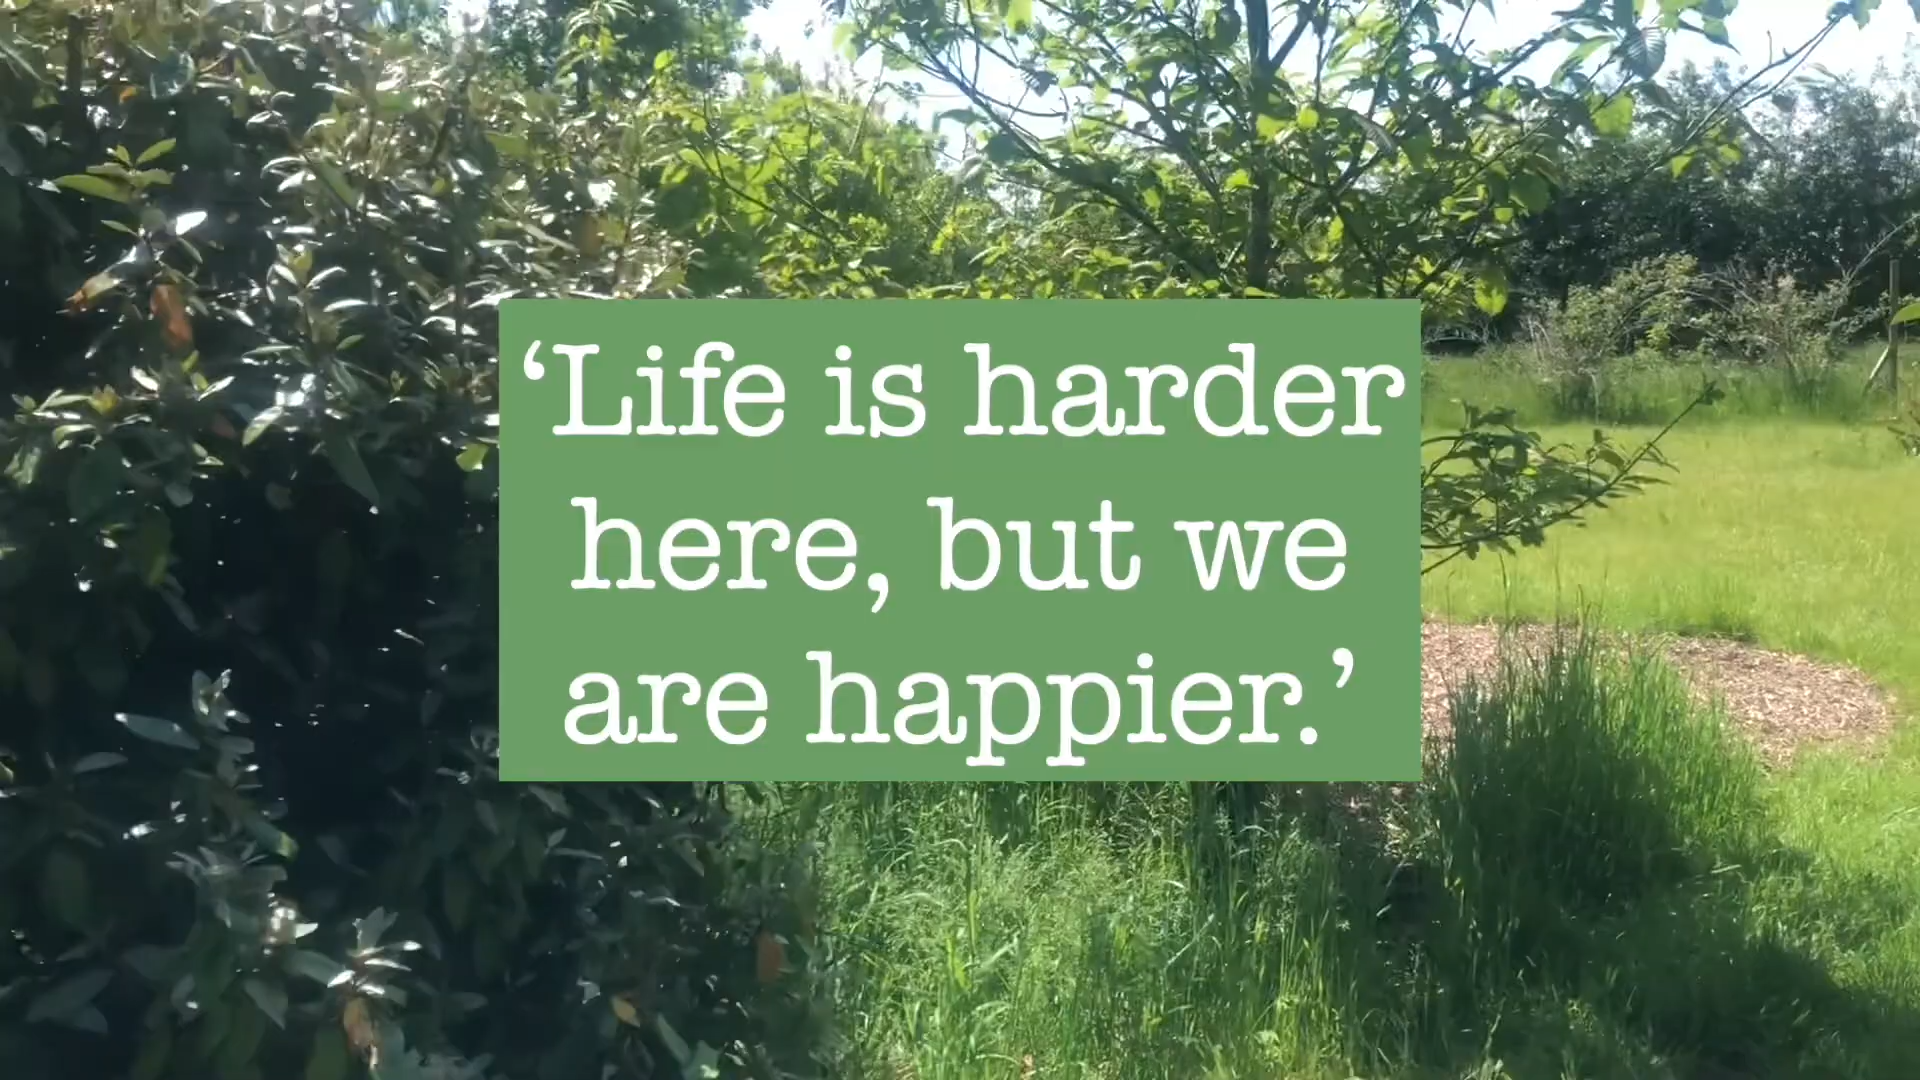 ‘Life is harder
here, but we
are happier.’